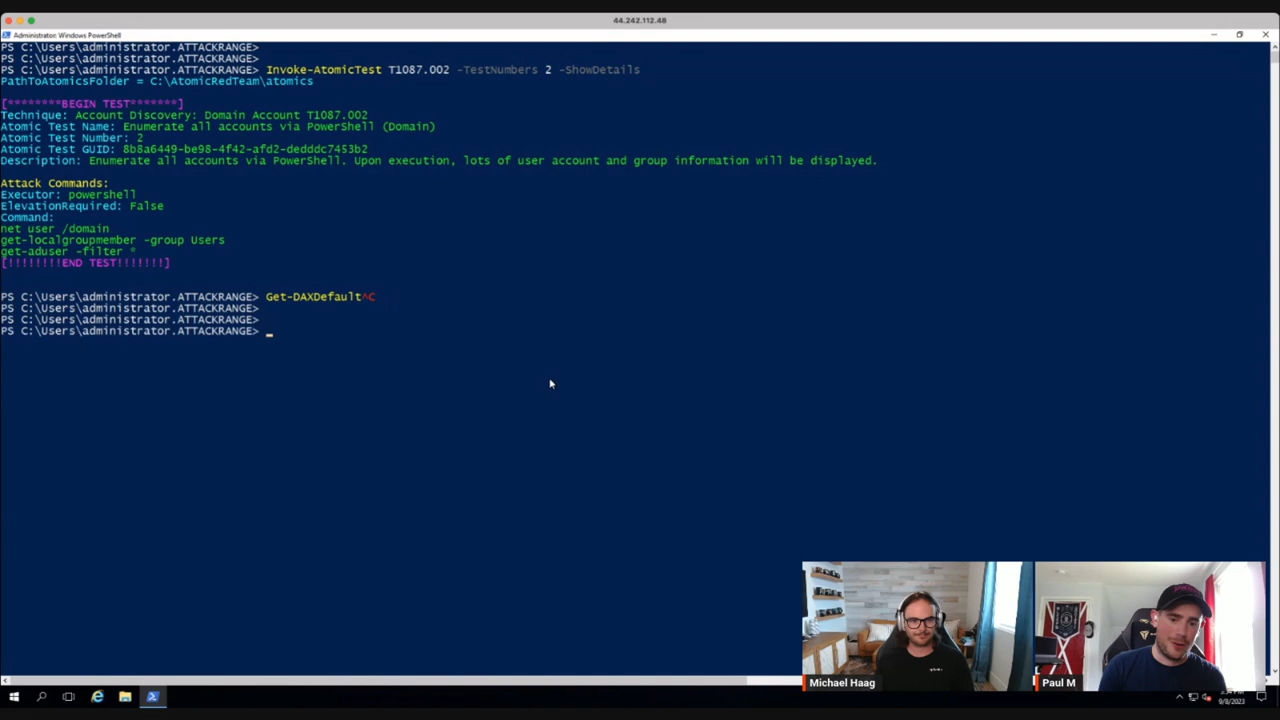 44.242.112.48
Administrator: Windows PowerShell
PS C:\Users\administrator.ATTACKRANGE>
PS C:\Users\administrator.ATTACKRANGE>
PS C:\Users\administrator.ATTACKRANGE> Invoke-AtomicTest T1087.002 -TestNumbers 2 -ShowDetails
PathToAtomicsFolder = C:\AtomicRedTeam\atomics
[********BEGIN TEST*******]
Technique: Account Discovery: Domain Account T1087.002
Atomic Test Name: Enumerate all accounts via PowerShell (Domain)
Atomic Test Number: 2
Atomic Test GUID: 8b8a6449-be98-4f42-afd2-dedddc7453b2
Description: Enumerate all accounts via PowerShell. Upon execution, lots of user account and group information will be displayed.
Attack Commands:
Executor: powershell
ElevationRequired: False
Command:
net user /domain
get-localgroupmember -group Users
get-aduser -filter *
[!!!!!!!!END TEST!!!!!!!]
PS C:\Users\administrator.ATTACKRANGE> Get-DAXDefault^C
PS C:\Users\administrator.ATTACKRANGE>
PS C:\Users\administrator.ATTACKRANGE>
PS C:\Users\administrator.ATTACKRANGE> _
Michael Haag
Paul M
9/8/2023